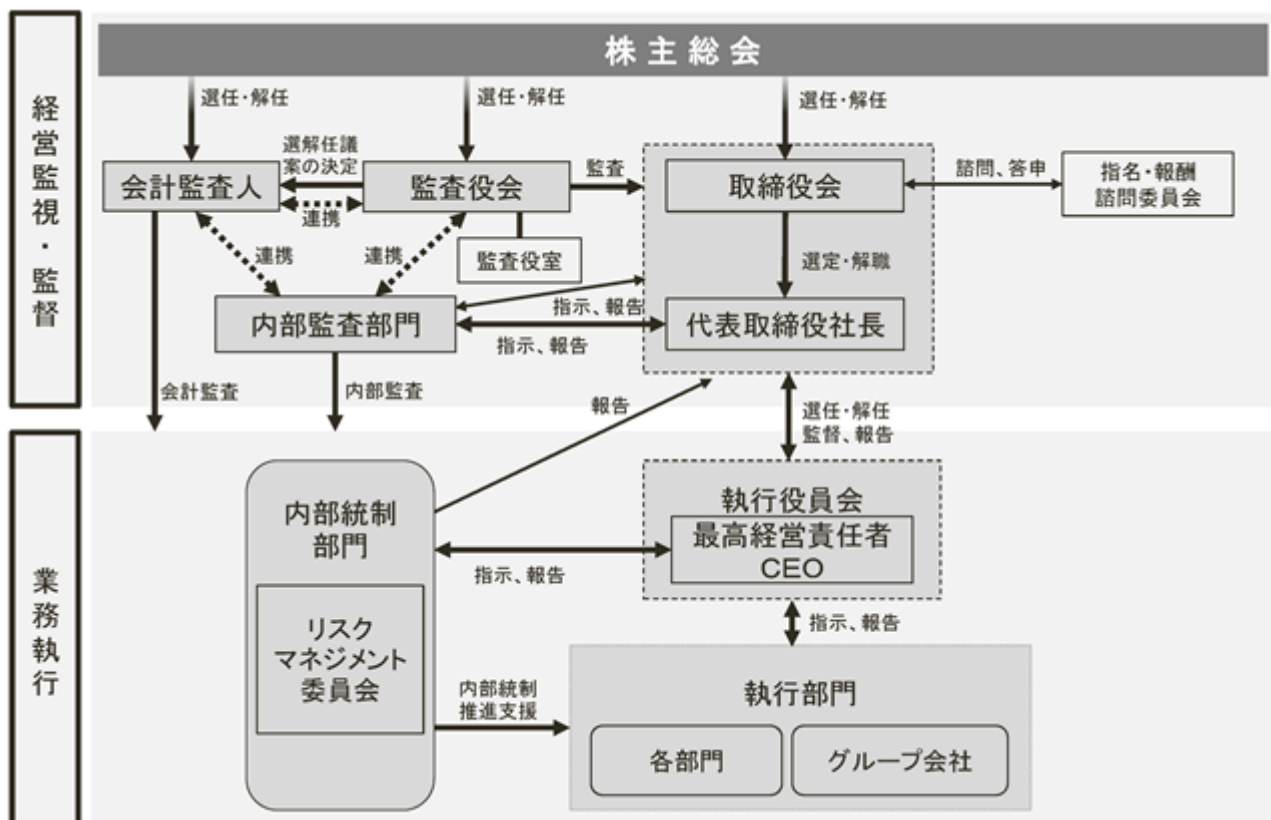 株主総会
経営監視・監督
選任・解任
選任・解任
選任・解任
選解任議
案の決定
会計監査人
監査役会
監査
取締役会
諮問、答申
指名・報酬
諮問委員会
連携
連携
連携
監査役室
選定・解職
内部監査部門
指示、報告
指示、報告
代表取締役社長
会計監査
内部監査
報告
選任・解任
監督、報告
業務執行
内部統制
部門
執行役員会
最高経営責任者
CEO
指示、報告
指示、報告
リスク
マネジメント
委員会
内部統制
推進支援
執行部門
各部門
グループ会社